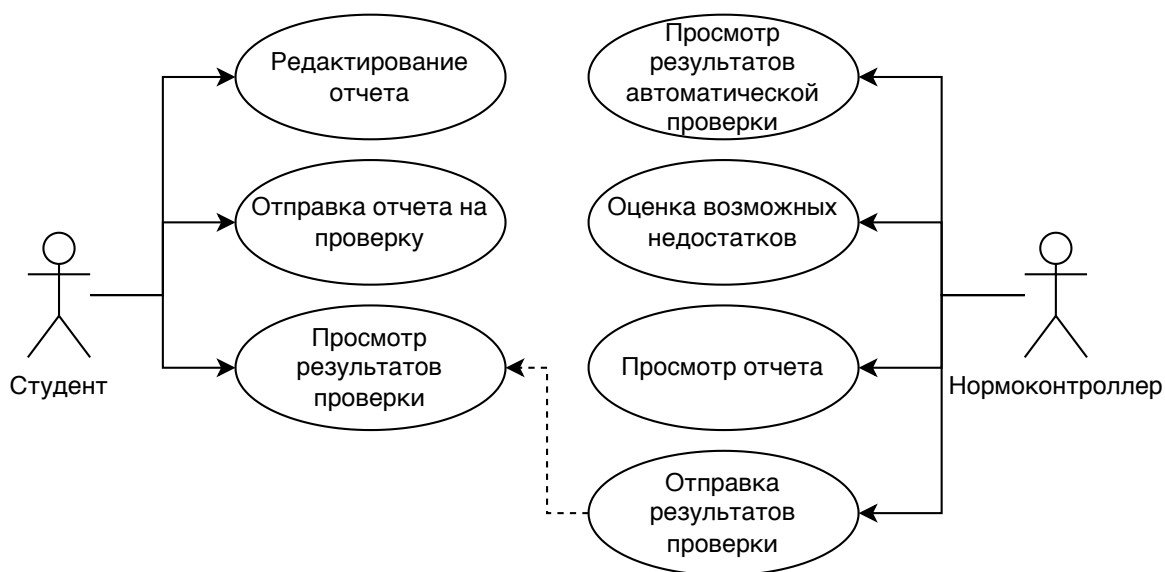 Редактирование
отчета
Отправка отчета на
проверку
Просмотр
результатов
проверки
Студент
Просмотр
результатов
автоматической
проверки
Оценка возможных
недостатков
Просмотр отчета
Отправка
результатов
проверки
Нормоконтроллер